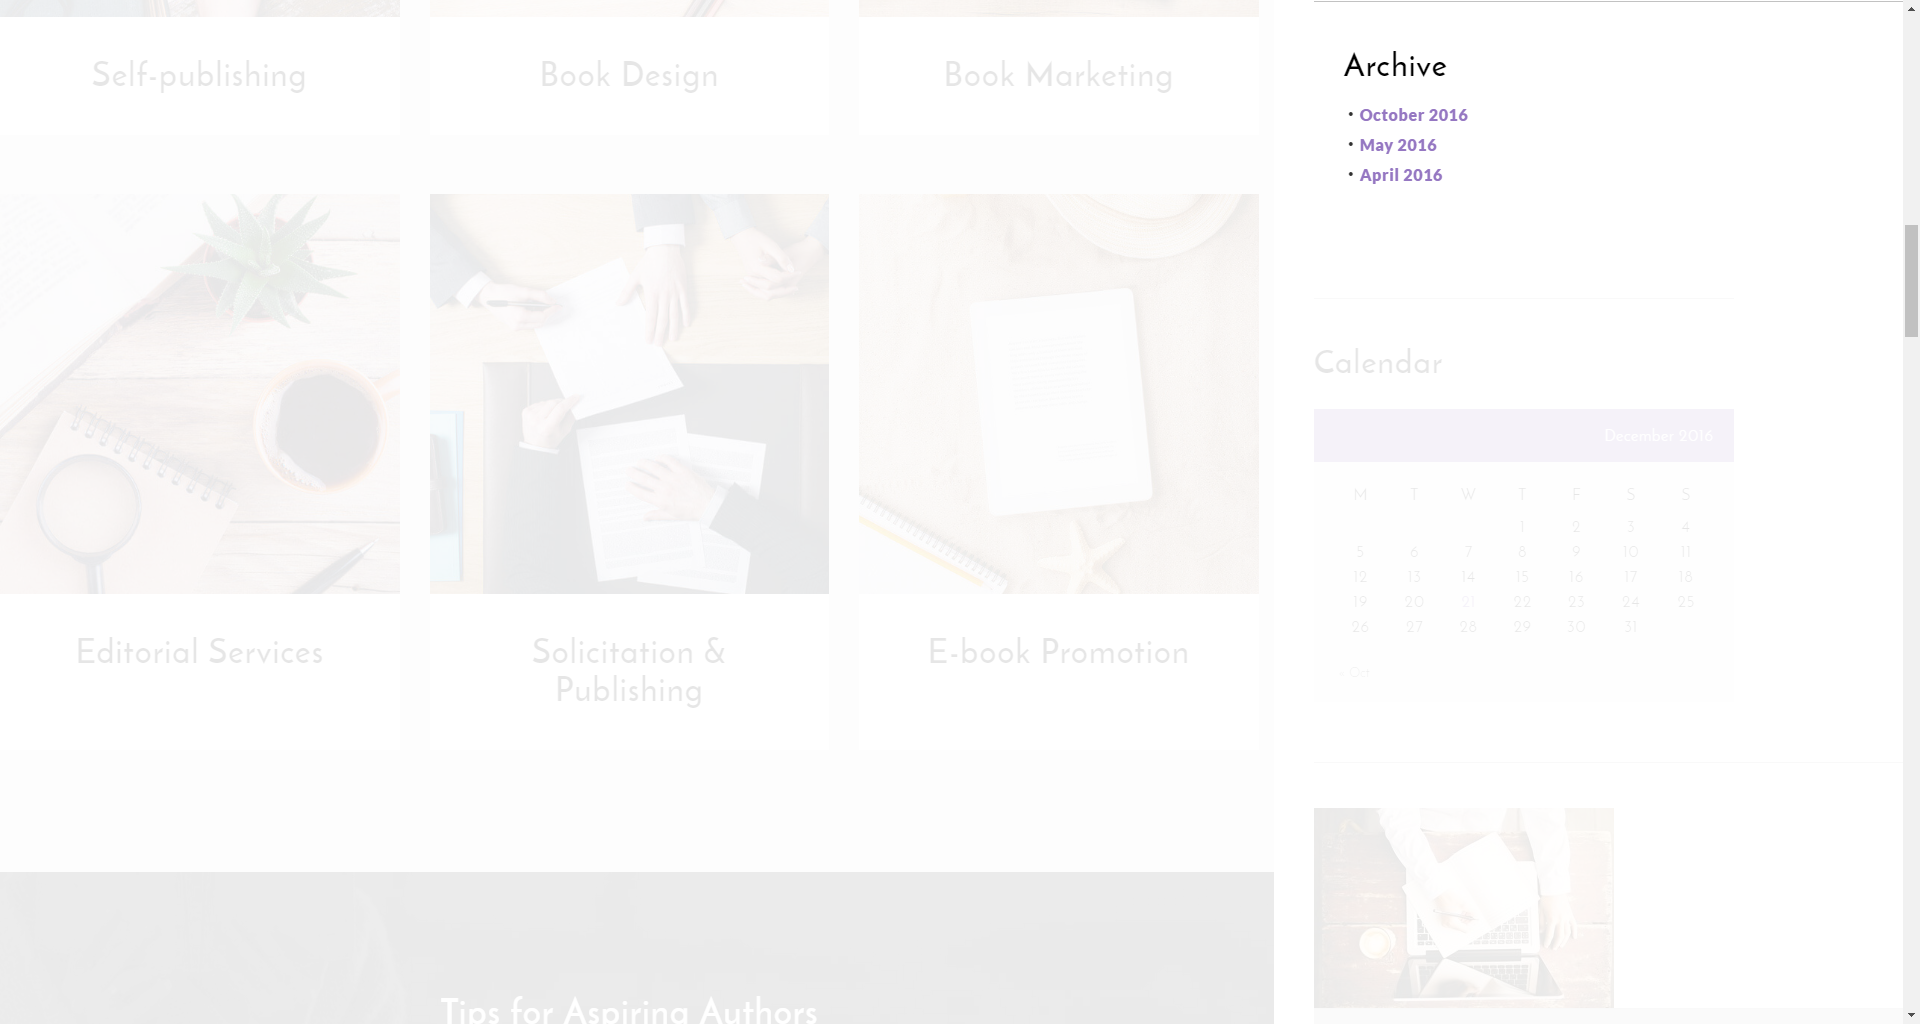 Self-publishing
Book Design
Book Marketing
Editorial Services
Solicitation &
Publishing
E-book Promotion
Tips for Aspiring Authors
Archive
• October 2016
• May 2016
• April 2016
Calendar
December 2016
M T W T F S S
1 2 3 4
5 6 7 8 9 10 11
12 13 14 15 16 17 18
19 20 21 22 23 24 25
26 27 28 29 30 31
« Oct